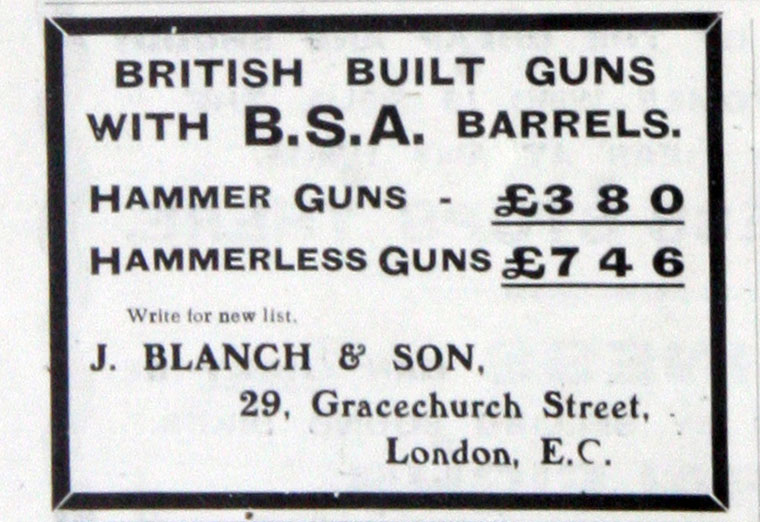 BRITISH BUILT GUNS
WITH B.S.A. BARRELS.
HAMMER GUNS - £3 8 0
HAMMERLESS GUNS £7 4 6
Write for new list.
J. BLANCH & SON,
29, Gracechurch Street,
London, E.C.